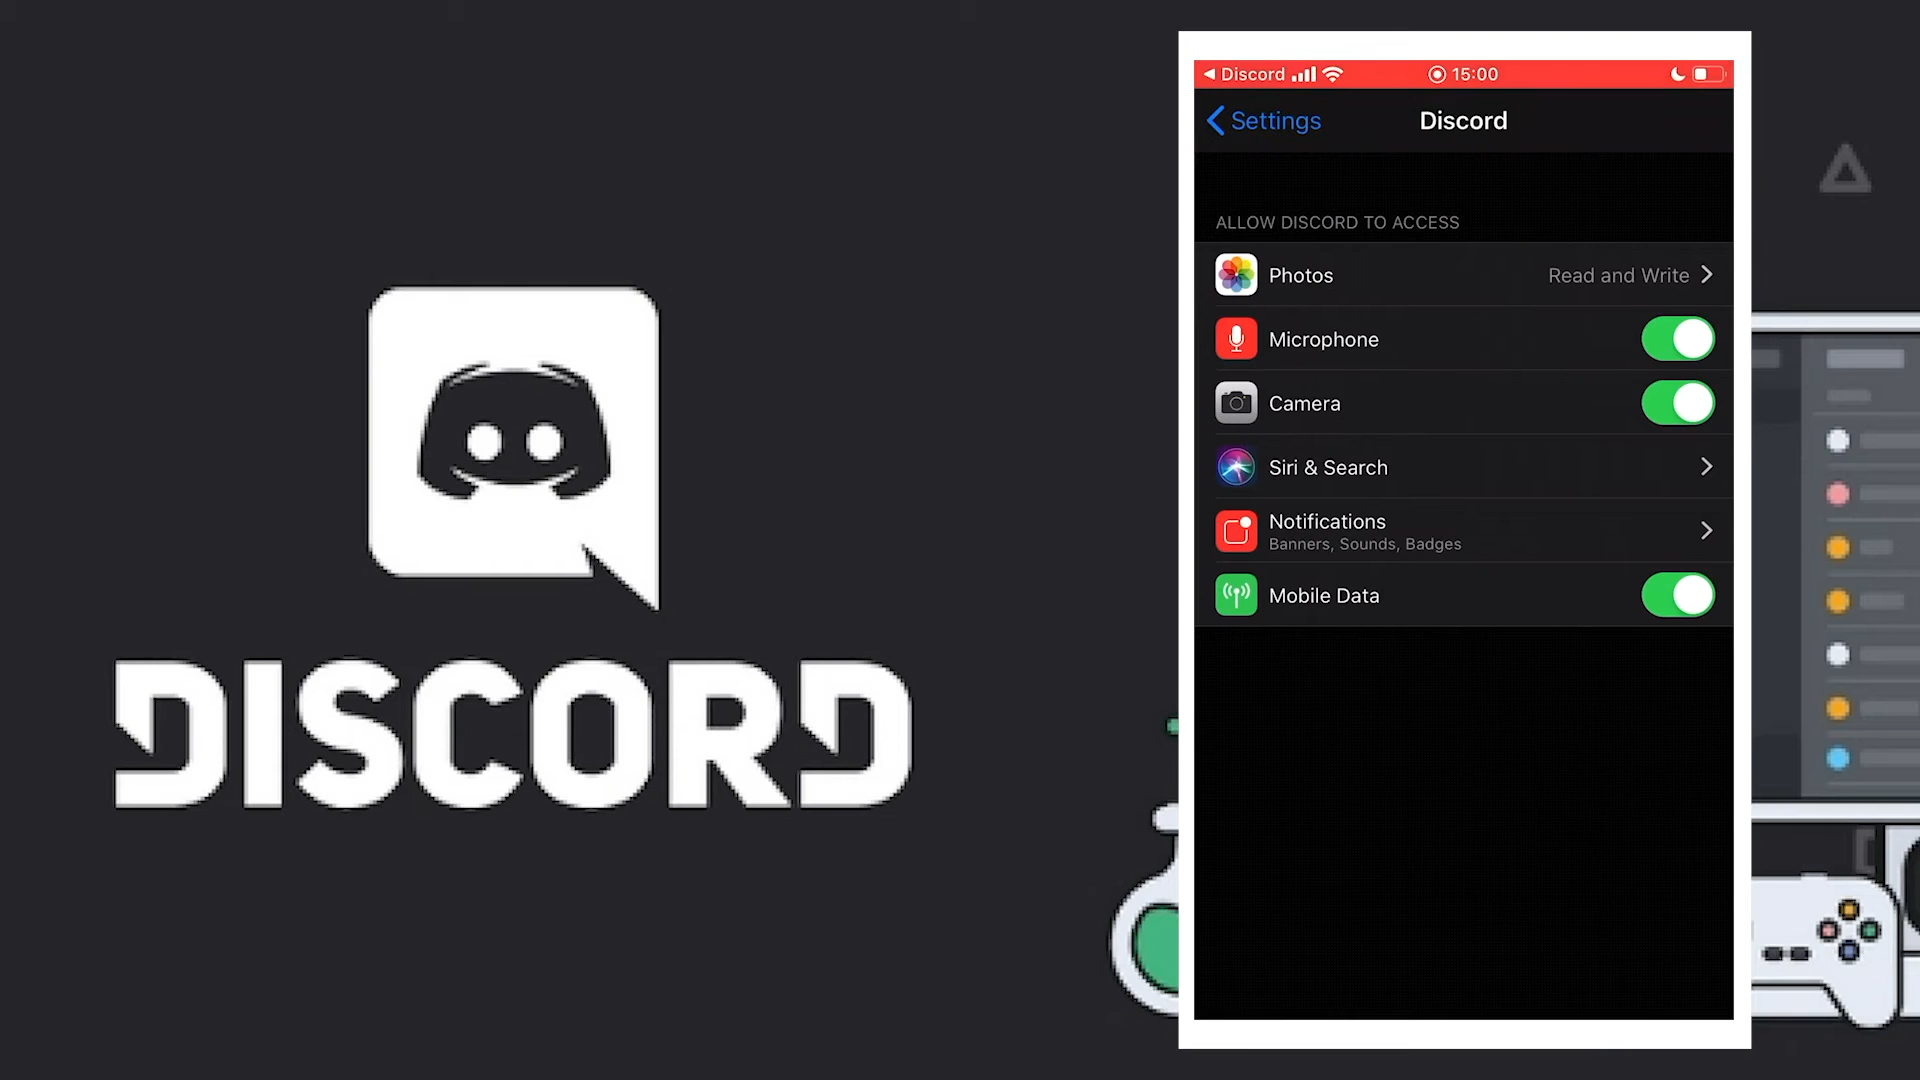 DISCORD
Discord
15:00
Settings
Discord
ALLOW DISCORD TO ACCESS
Photos
Read and Write
Microphone
Camera
Siri & Search
Notifications
Banners, Sounds, Badges
Mobile Data